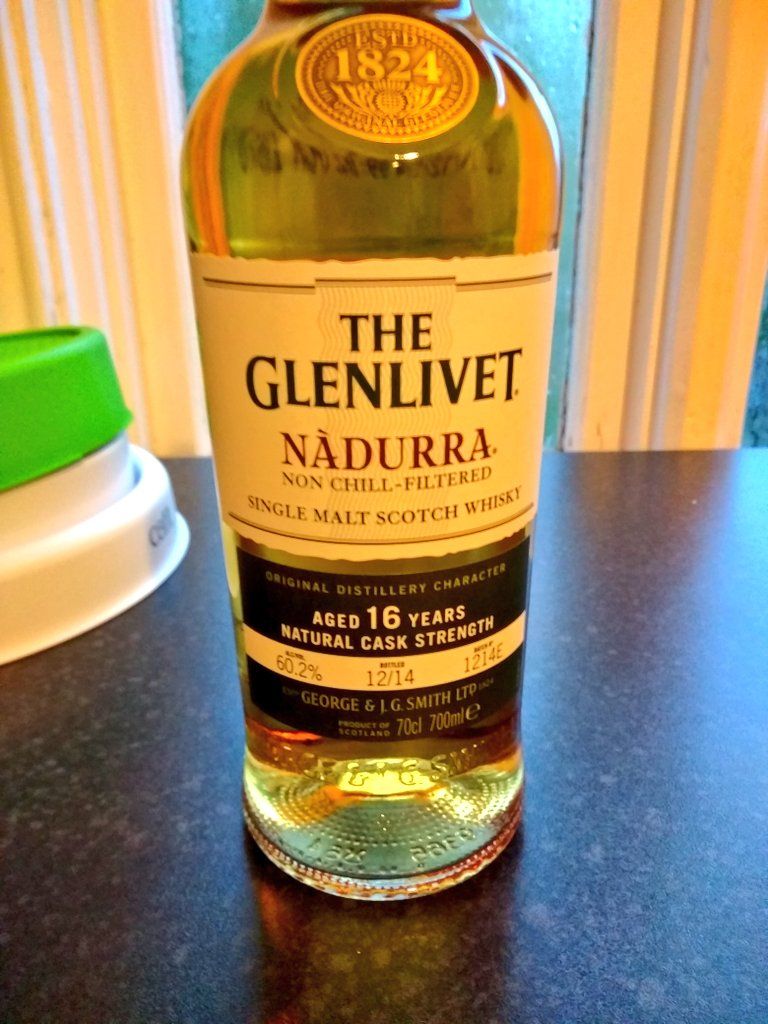 ESTD
1824
THE
GLENLIVET
NÀDURRA
NON CHILL-FILTERED
SINGLE MALT SCOTCH WHISKY
ORIGINAL DISTILLERY CHARACTER
AGED 16 YEARS
NATURAL CASK STRENGTH
60.2%
BOTTLED
12/14
1214E
GEORGE & J.G. SMITH LTD
PRODUCT OF
SCOTLAND
70cl 700ml℮